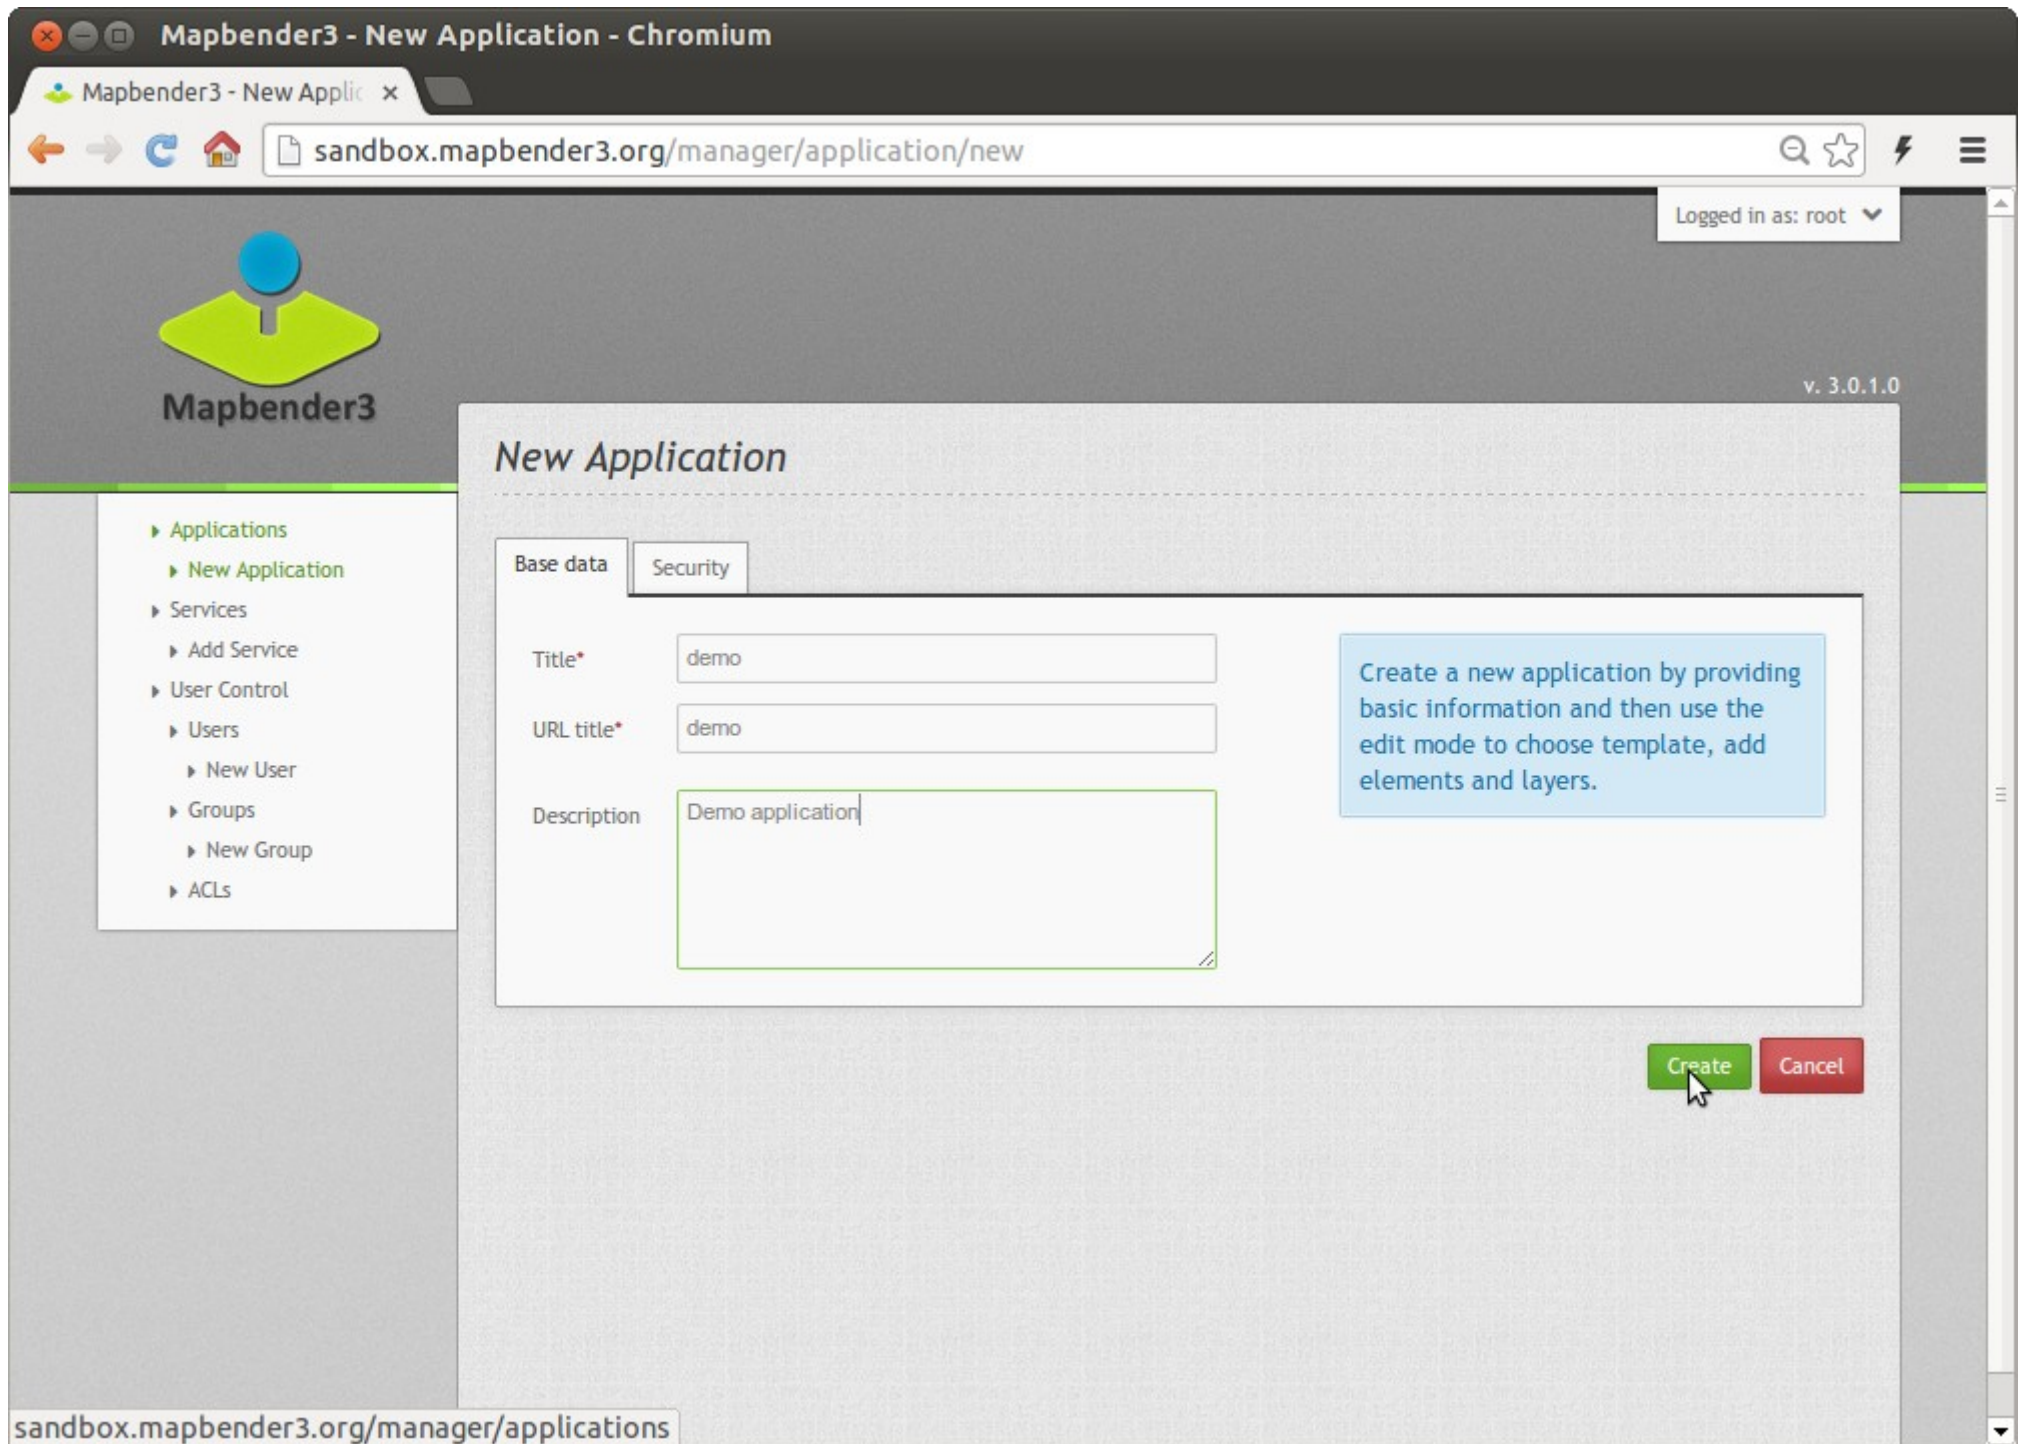 Mapbender3 - New Application - Chromium
Mapbender3 - New Applic
sandbox.mapbender3.org/manager/application/new
Logged in as: root
Mapbender3
v. 3.0.1.0
New Application
Applications
New Application
Services
Add Service
User Control
Users
New User
Groups
New Group
ACLs
Base data
Security
Title*
demo
URL title*
demo
Description
Demo application
Create a new application by providing
basic information and then use the
edit mode to choose template, add
elements and layers.
Create
Cancel
sandbox.mapbender3.org/manager/applications